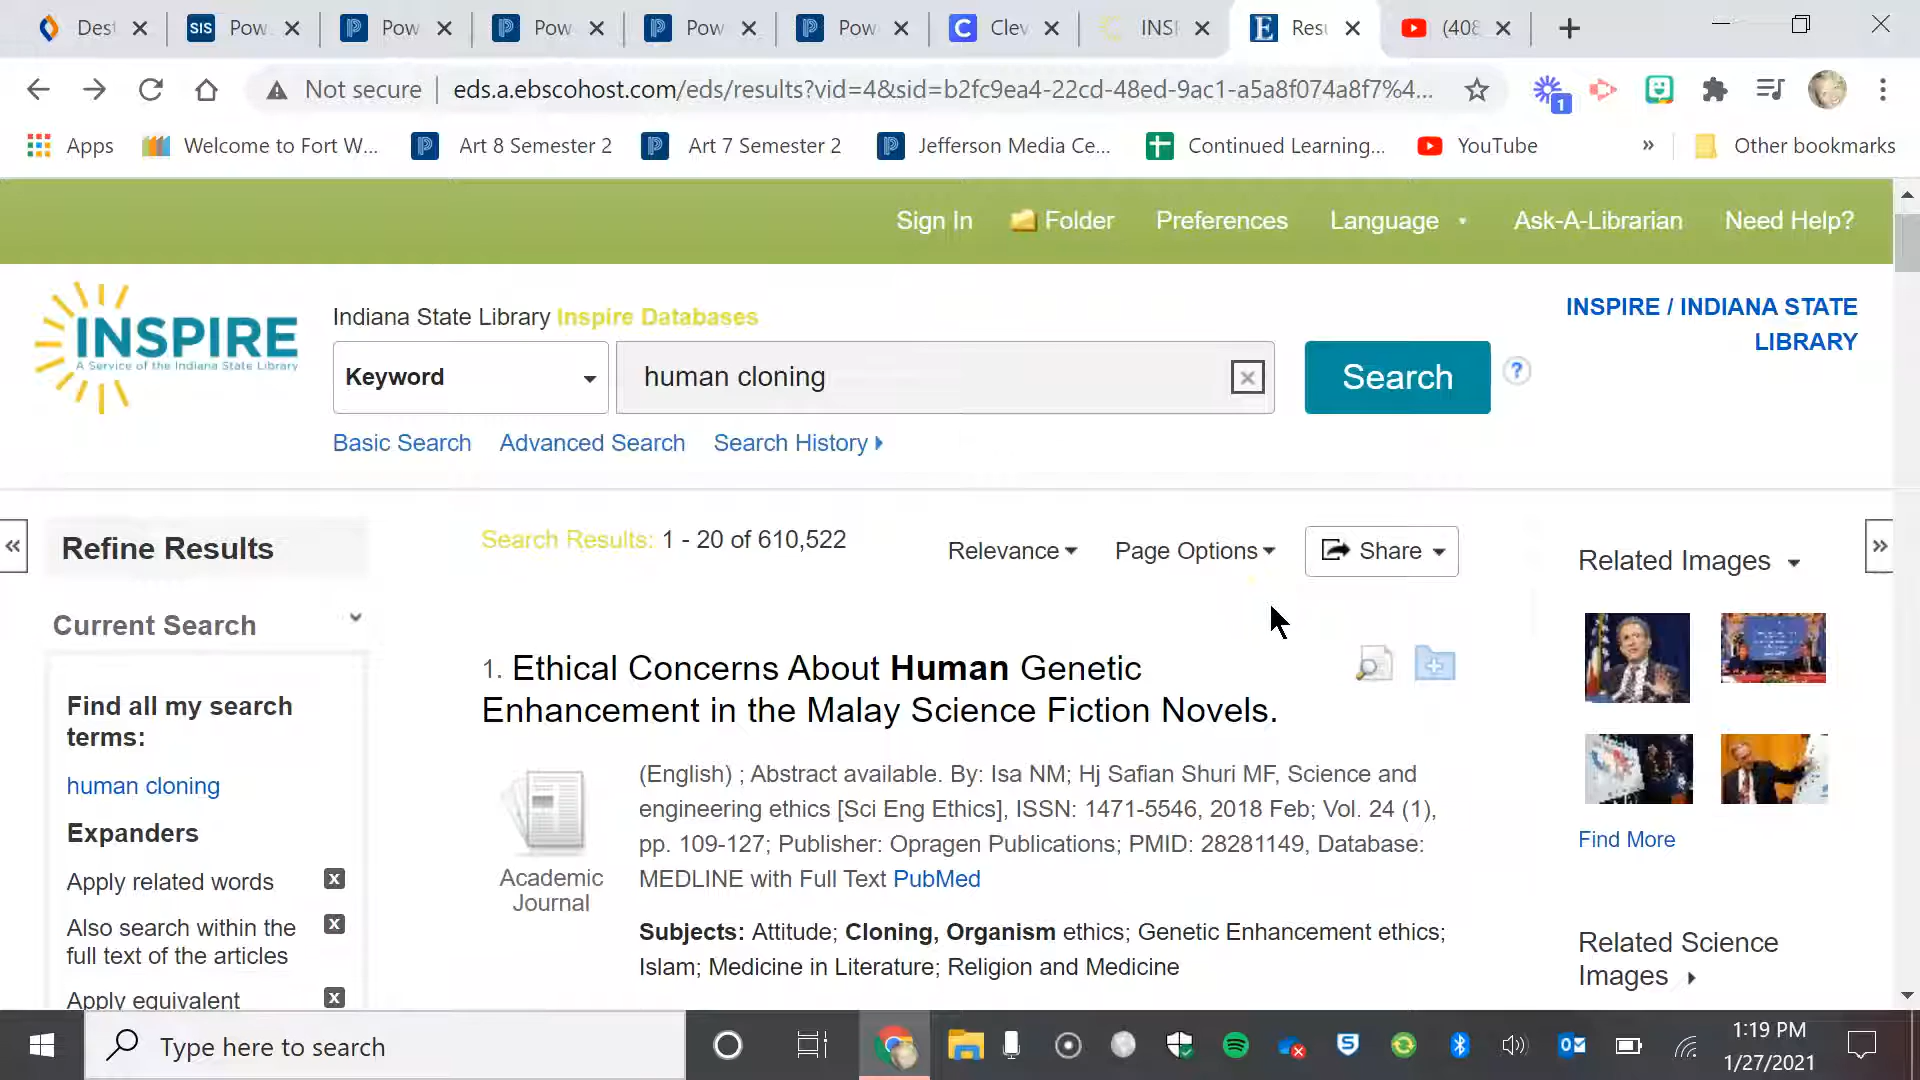 Dest
SIS Pow
Pow
Pow
Pow
Pow
C Clev
INSI
E Resu
(408
Not secure eds.a.ebscohost.com/eds/results?vid=4&sid=b2fc9ea4-22cd-48ed-9ac1-a5a8f074a8f7%4...
1
Apps
Welcome to Fort W...
Art 8 Semester 2
Art 7 Semester 2
Jefferson Media Ce...
Continued Learning...
YouTube
»
Other bookmarks
Sign In
Folder
Preferences
Language
Ask-A-Librarian
Need Help?
INSPIRE
A Service of the Indiana State Library
Indiana State Library Inspire Databases
Keyword
human cloning
Search
?
Basic Search
Advanced Search
Search History
INSPIRE / INDIANA STATE
LIBRARY
«
Refine Results
Current Search
Find all my search
terms:
human cloning
Expanders
Apply related words
Also search within the
full text of the articles
Apply equivalent
Search Results: 1 - 20 of 610,522
Relevance
Page Options
Share
1. Ethical Concerns About Human Genetic
Enhancement in the Malay Science Fiction Novels.
Academic
Journal
(English) ; Abstract available. By: Isa NM; Hj Safian Shuri MF, Science and
engineering ethics [Sci Eng Ethics], ISSN: 1471-5546, 2018 Feb; Vol. 24 (1),
pp. 109-127; Publisher: Opragen Publications; PMID: 28281149, Database:
MEDLINE with Full Text PubMed
Subjects: Attitude; Cloning, Organism ethics; Genetic Enhancement ethics;
Islam; Medicine in Literature; Religion and Medicine
Related Images
»
Find More
Related Science
Images
Type here to search
1:19 PM
1/27/2021